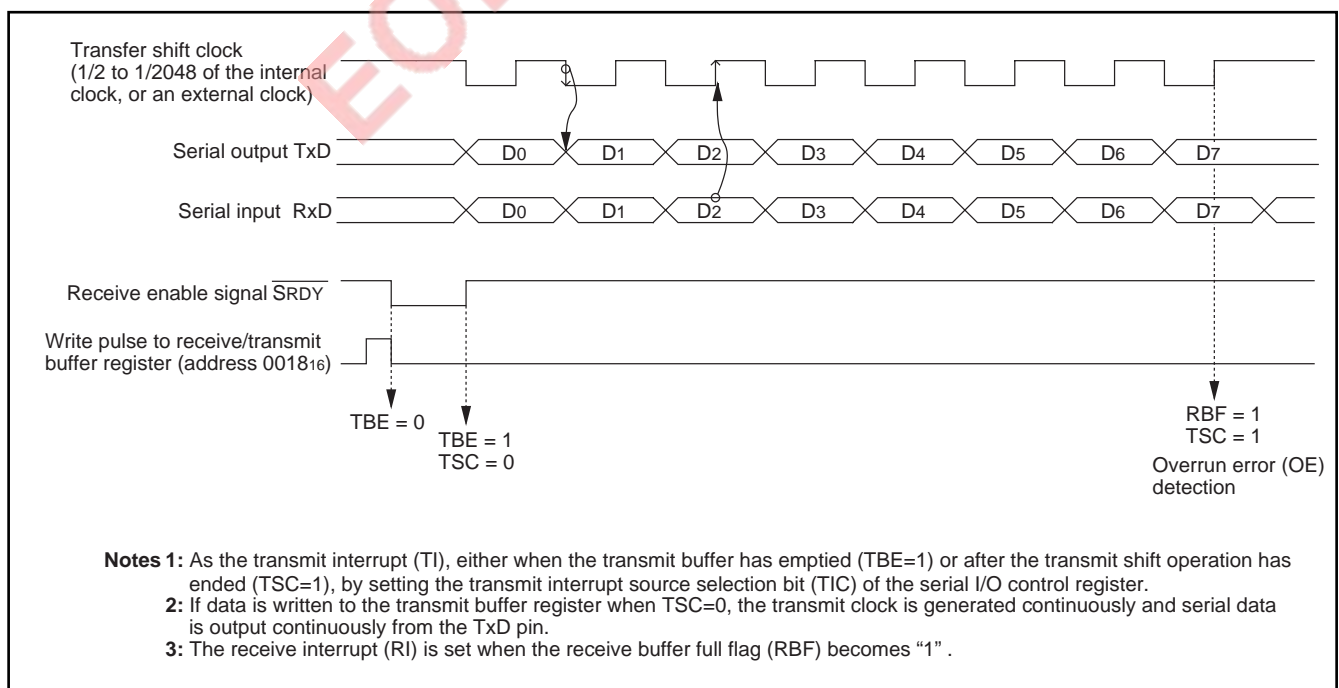 EOL
Transfer shift clock
(1/2 to 1/2048 of the internal
clock, or an external clock)
Serial output TxD
D0 D1 D2 D3 D4 D5 D6 D7
Serial input RxD
D0 D1 D2 D3 D4 D5 D6 D7
Receive enable signal SRDY
Write pulse to receive/transmit
buffer register (address 001816)
TBE = 0
TBE = 1
TSC = 0
RBF = 1
TSC = 1
Overrun error (OE)
detection
Notes 1: As the transmit interrupt (TI), either when the transmit buffer has emptied (TBE=1) or after the transmit shift operation has
ended (TSC=1), by setting the transmit interrupt source selection bit (TIC) of the serial I/O control register.
2: If data is written to the transmit buffer register when TSC=0, the transmit clock is generated continuously and serial data
is output continuously from the TxD pin.
3: The receive interrupt (RI) is set when the receive buffer full flag (RBF) becomes “1” .